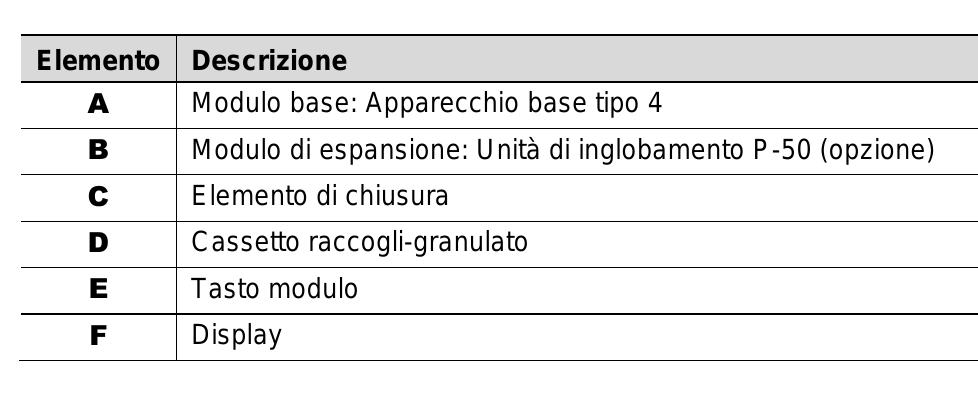 Elemento Descrizione
A Modulo base: Apparecchio base tipo 4
B Modulo di espansione: Unità di inglobamento P-50 (opzione)
C Elemento di chiusura
D Cassetto raccogli-granulato
E Tasto modulo
F Display